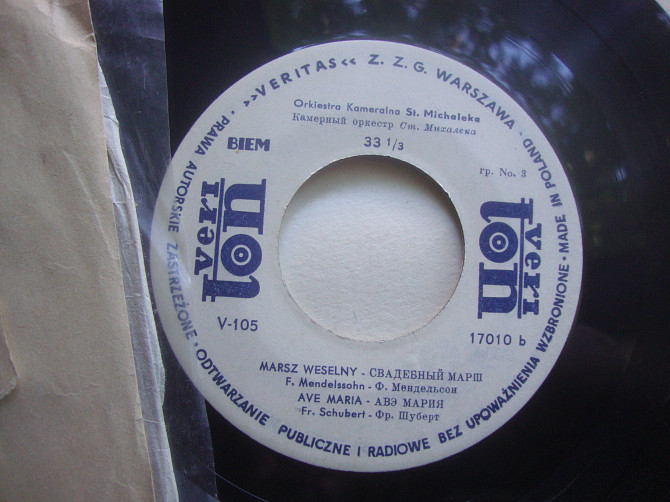 »VERITAS« Z. Z. G. WARSZAWA · MADE IN POLAND ·
PRAWA AUTORSKIE ZASTRZEŻONE · ODTWARZANIE PUBLICZNE I RADIOWE BEZ UPOWAŻNIENIA WZBRONIONE
Orkiestra Kameralna St. Michaleka
Камерный оркестр Ст. Михалека
BIEM
33 1/3
гр. No. 3
veri
ton
veri
ton
V-105
17010 b
MARSZ WESELNY - СВАДЕБНЫЙ МАРШ
F. Mendelssohn - Ф. Мендельсон
AVE MARIA - АВЭ МАРИЯ
Fr. Schubert - Фр. Шуберт